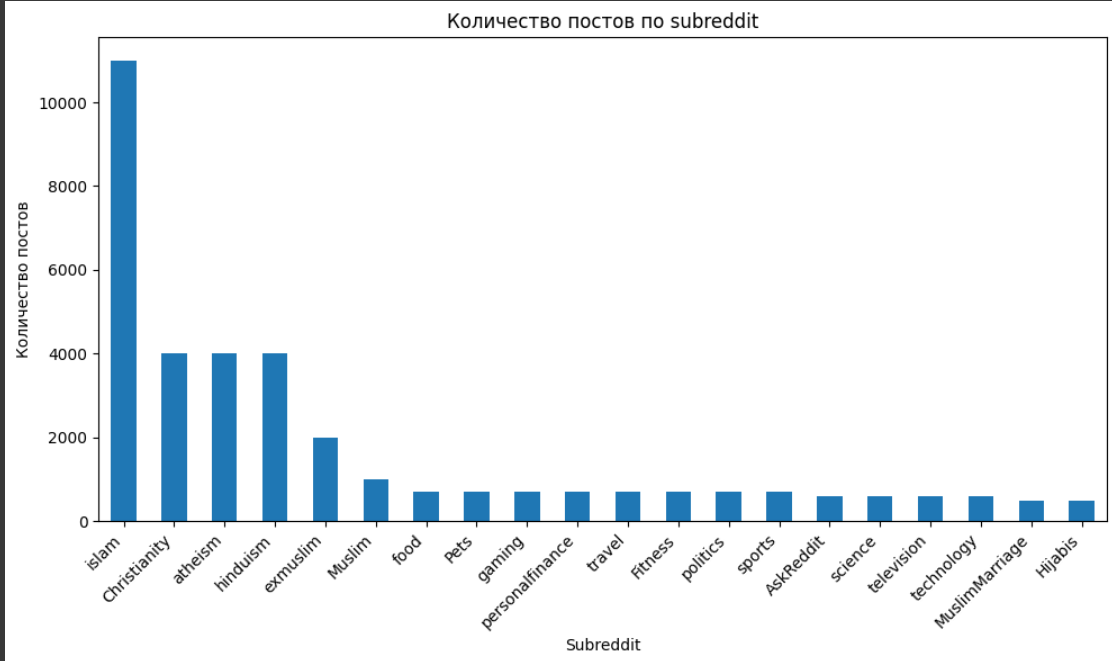 Количество постов по subreddit
Количество постов
10000
8000
6000
4000
2000
0
islam
Christianity
atheism
hinduism
exmuslim
Muslim
food
Pets
gaming
personalfinance
travel
Fitness
politics
sports
AskReddit
science
television
technology
MuslimMarriage
Hijabis
Subreddit